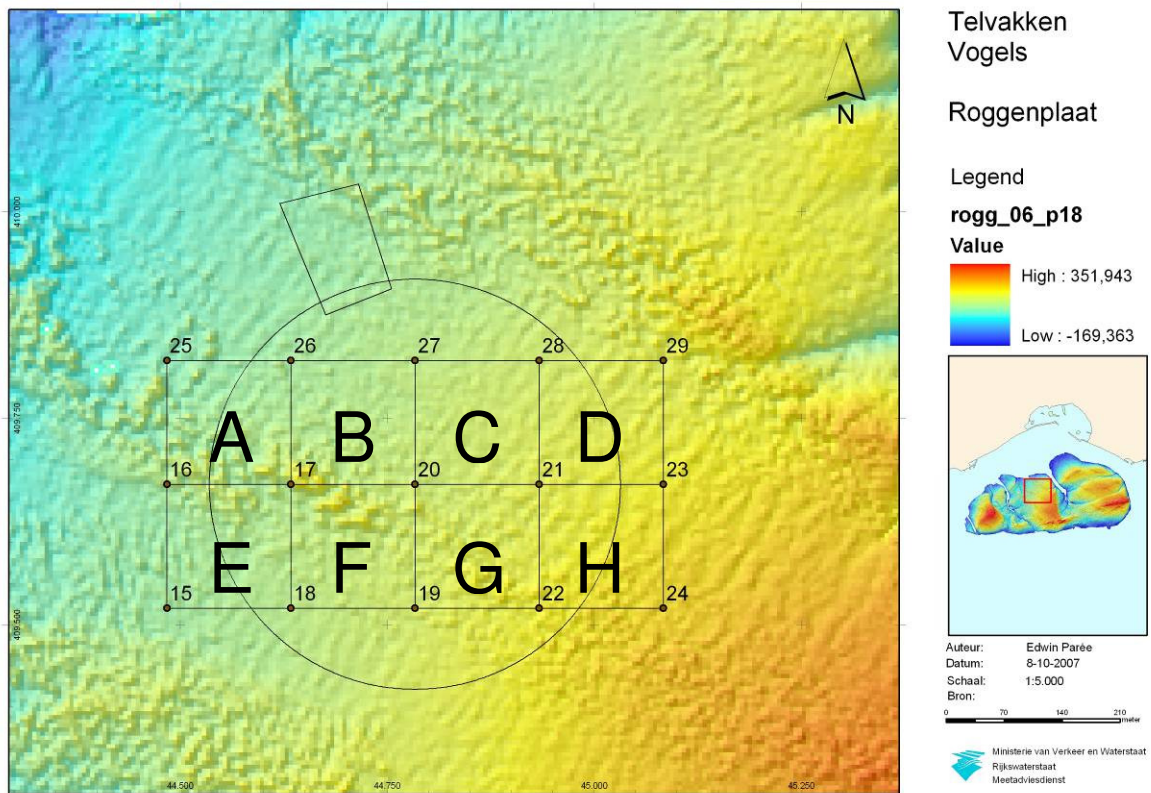 N
410.000
25 26 27 28 29
A B C D
409.750
16 17 20 21 23
E F G H
15 18 19 22 24
409.500
44.500 44.750 45.000 45.250
Telvakken
Vogels
Roggenplaat
Legend
rogg_06_p18
Value
High : 351,943
Low : -169,363
Auteur: Edwin Parée
Datum: 8-10-2007
Schaal: 1:5.000
Bron:
0 70 140 210
meter
Ministerie van Verkeer en Waterstaat
Rijkswaterstaat
Meetadviesdienst